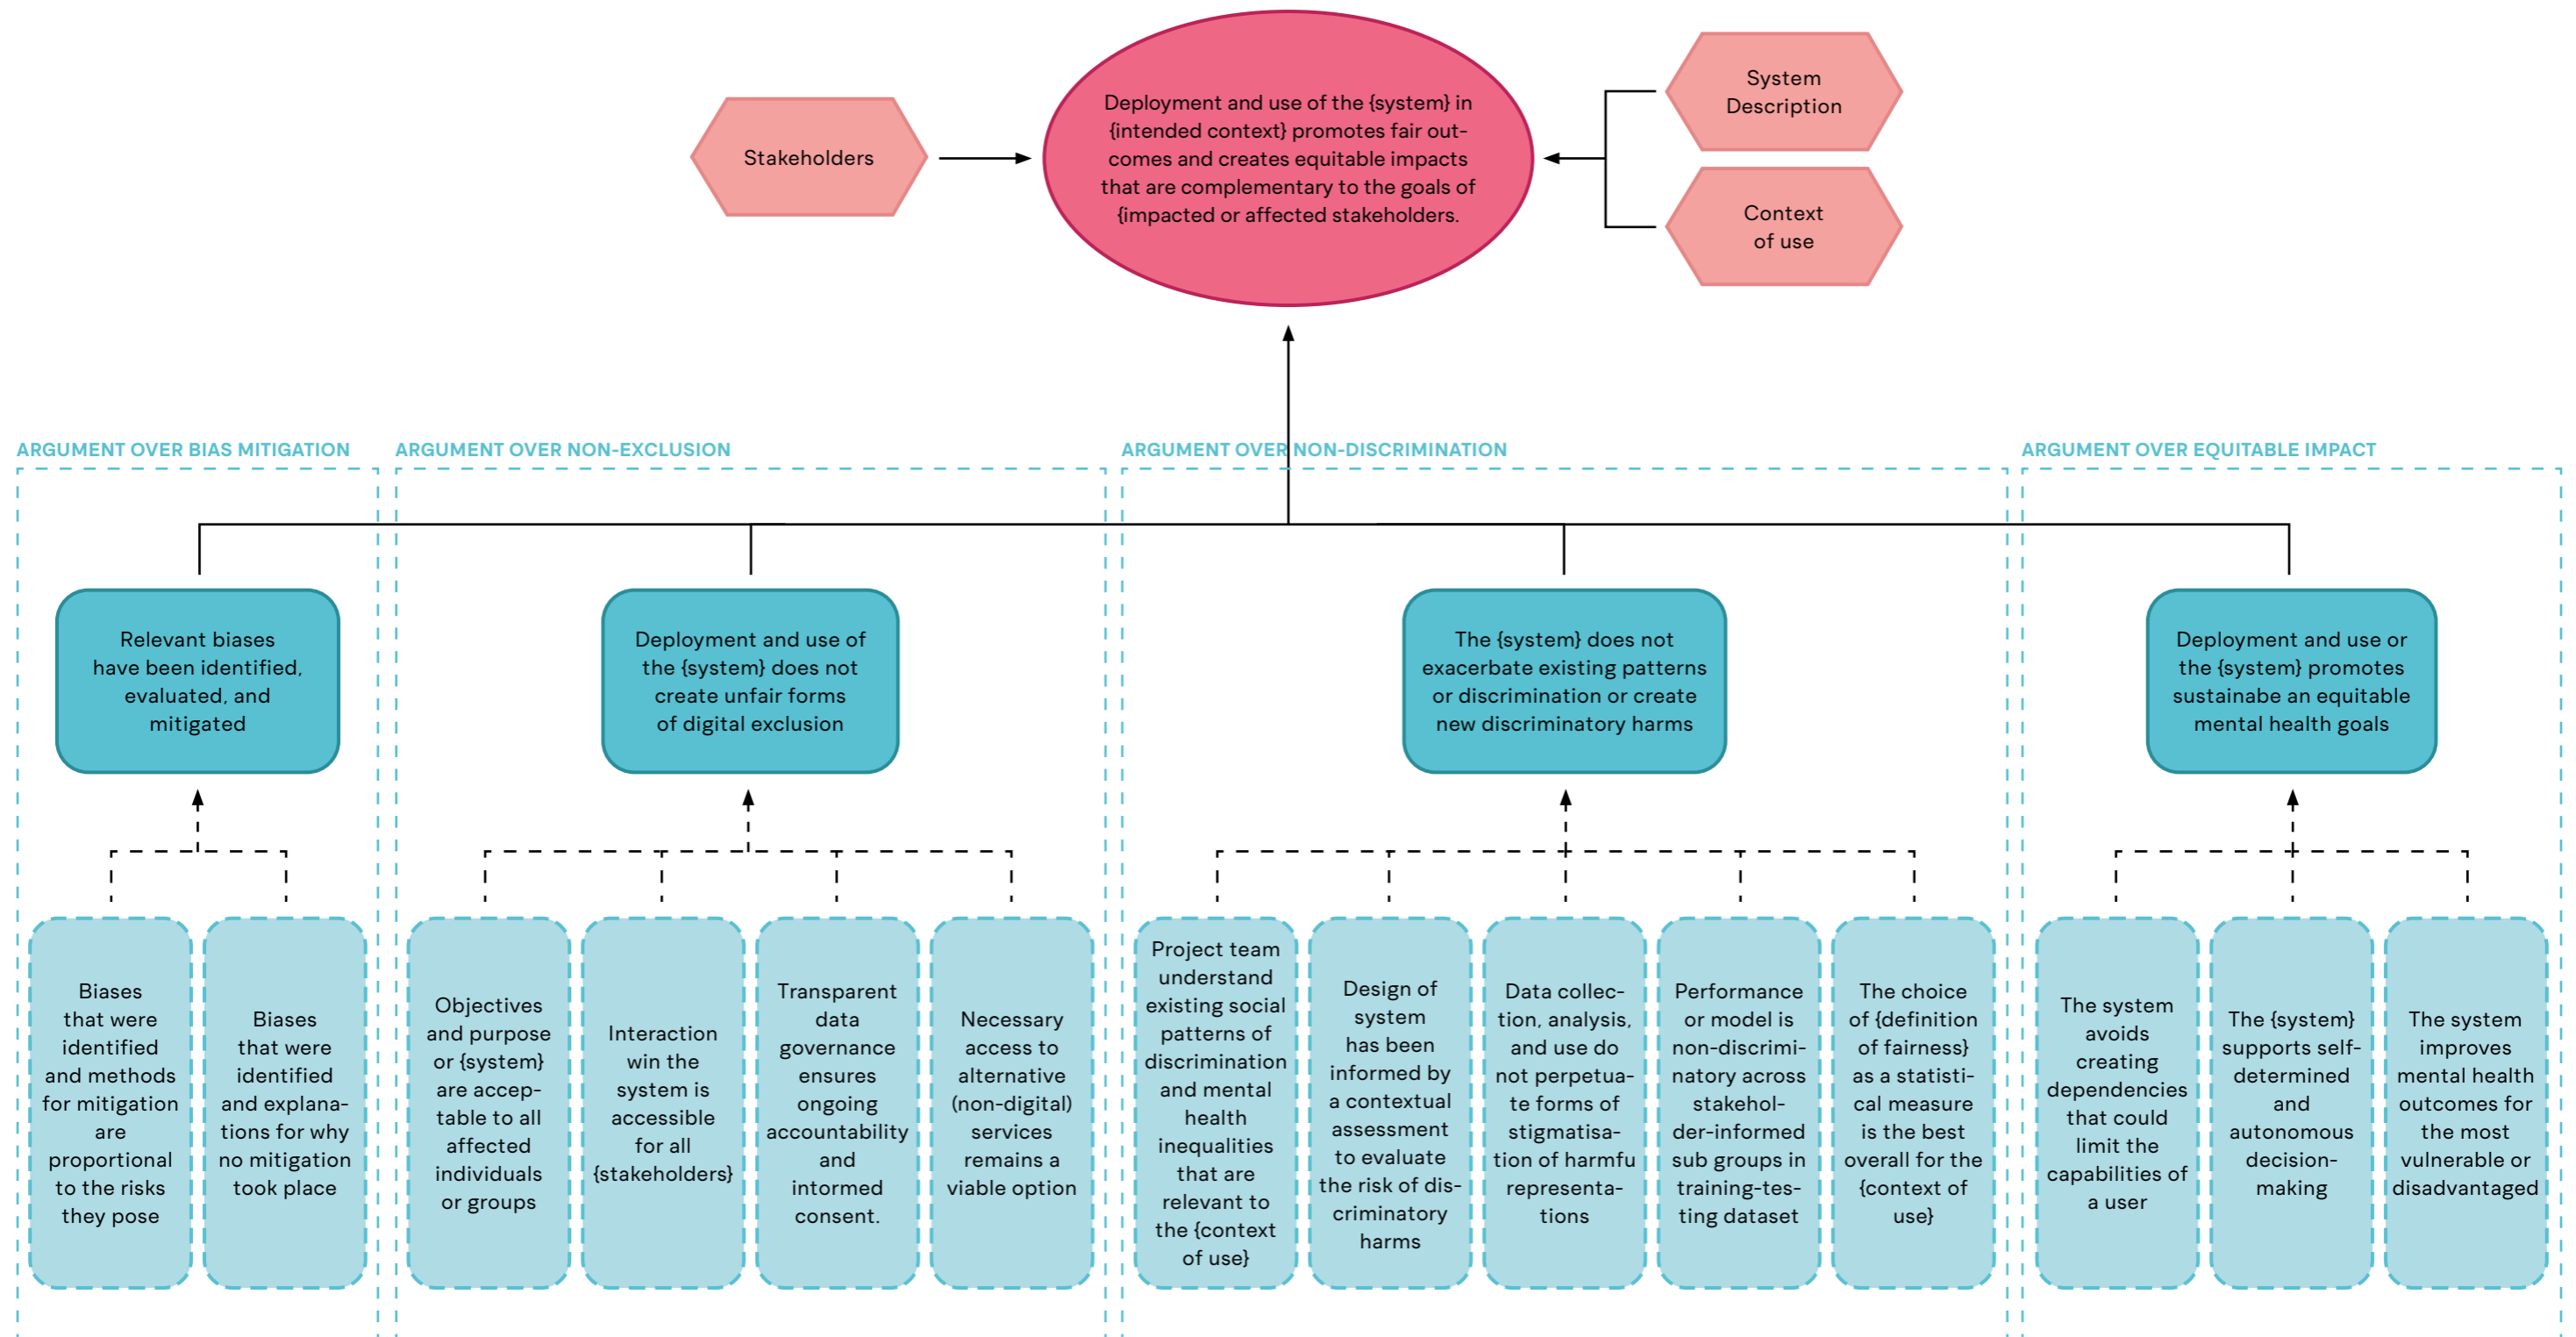 Stakeholders
Deployment and use of the {system} in
{intended context} promotes fair out-
comes and creates equitable impacts
that are complementary to the goals of
{impacted or affected stakeholders.
System
Description
Context
of use
ARGUMENT OVER BIAS MITIGATION
Relevant biases
have been identified,
evaluated, and
mitigated
Biases
that were
identified
and methods
for mitigation
are
proportional
to the risks
they pose
Biases
that were
identified
and explana-
tions for why
no mitigation
took place
ARGUMENT OVER NON-EXCLUSION
Deployment and use of
the {system} does not
create unfair forms
of digital exclusion
Objectives
and purpose
or {system}
are accep-
table to all
affected
individuals
or groups
Interaction
win the
system is
accessible
for all
{stakeholders}
Transparent
data
governance
ensures
ongoing
accountability
and
intormed
consent.
Necessary
access to
alternative
(non-digital)
services
remains a
viable option
ARGUMENT OVER NON-DISCRIMINATION
The {system} does not
exacerbate existing patterns
or discrimination or create
new discriminatory harms
Project team
understand
existing social
patterns of
discrimination
and mental
health
inequalities
that are
relevant to
the {context
of use}
Design of
system
has been
informed by
a contextual
assessment
to evaluate
the risk of dis-
criminatory
harms
Data collec-
tion, analysis,
and use do
not perpetua-
te forms of
stigmatisa-
tion of harmfu
representa-
tions
Performance
or model is
non-discrimi-
natory across
stakehol-
der-informed
sub groups in
training-tes-
ting dataset
The choice
of {definition
of fairness}
as a statisti-
cal measure
is the best
overall for the
{context of
use}
ARGUMENT OVER EQUITABLE IMPACT
Deployment and use or
the {system} promotes
sustainabe an equitable
mental health goals
The system
avoids
creating
dependencies
that could
limit the
capabilities of
a user
The {system}
supports self-
determined
and
autonomous
decision-
making
The system
improves
mental health
outcomes for
the most
vulnerable or
disadvantaged